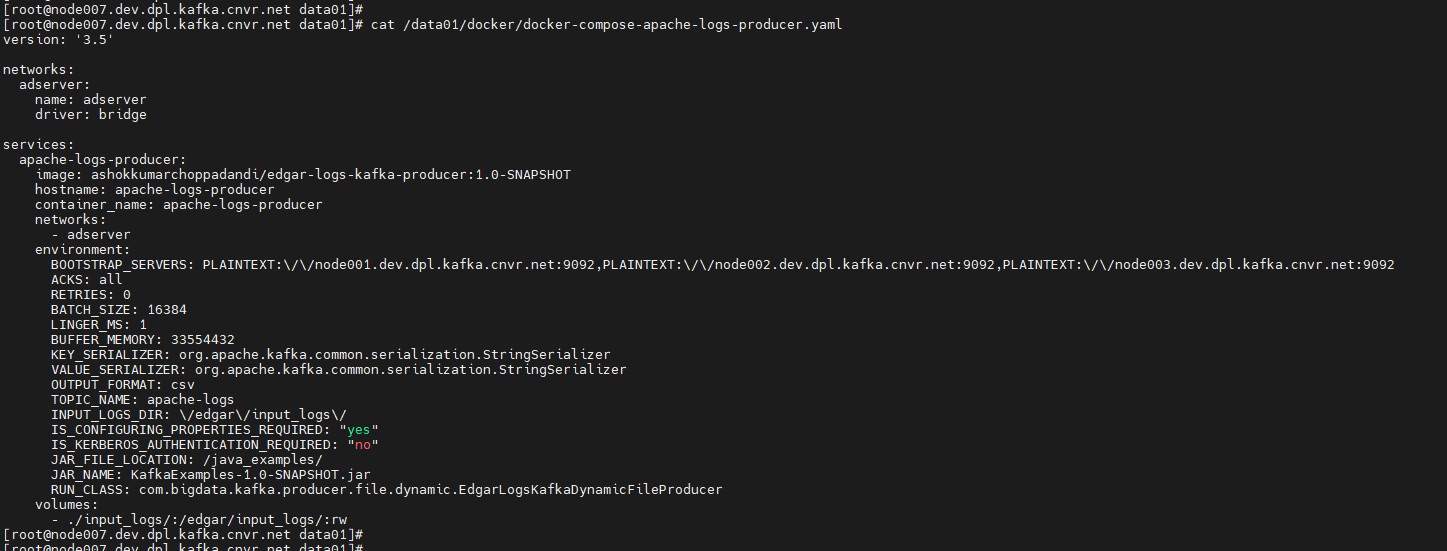 [root@node007.dev.dpl.kafka.cnvr.net data01]#
[root@node007.dev.dpl.kafka.cnvr.net data01]# cat /data01/docker/docker-compose-apache-logs-producer.yaml
version: '3.5'

networks:
  adserver:
    name: adserver
    driver: bridge

services:
  apache-logs-producer:
    image: ashokkumarchoppadandi/edgar-logs-kafka-producer:1.0-SNAPSHOT
    hostname: apache-logs-producer
    container_name: apache-logs-producer
    networks:
      - adserver
    environment:
      BOOTSTRAP_SERVERS: PLAINTEXT:\/\/node001.dev.dpl.kafka.cnvr.net:9092,PLAINTEXT:\/\/node002.dev.dpl.kafka.cnvr.net:9092,PLAINTEXT:\/\/node003.dev.dpl.kafka.cnvr.net:9092
      ACKS: all
      RETRIES: 0
      BATCH_SIZE: 16384
      LINGER_MS: 1
      BUFFER_MEMORY: 33554432
      KEY_SERIALIZER: org.apache.kafka.common.serialization.StringSerializer
      VALUE_SERIALIZER: org.apache.kafka.common.serialization.StringSerializer
      OUTPUT_FORMAT: csv
      TOPIC_NAME: apache-logs
      INPUT_LOGS_DIR: \/edgar\/input_logs\/
      IS_CONFIGURING_PROPERTIES_REQUIRED: "yes"
      IS_KERBEROS_AUTHENTICATION_REQUIRED: "no"
      JAR_FILE_LOCATION: /java_examples/
      JAR_NAME: KafkaExamples-1.0-SNAPSHOT.jar
      RUN_CLASS: com.bigdata.kafka.producer.file.dynamic.EdgarLogsKafkaDynamicFileProducer
    volumes:
      - ./input_logs/:/edgar/input_logs/:rw
[root@node007.dev.dpl.kafka.cnvr.net data01]#
[root@node007.dev.dpl.kafka.cnvr.net data01]#